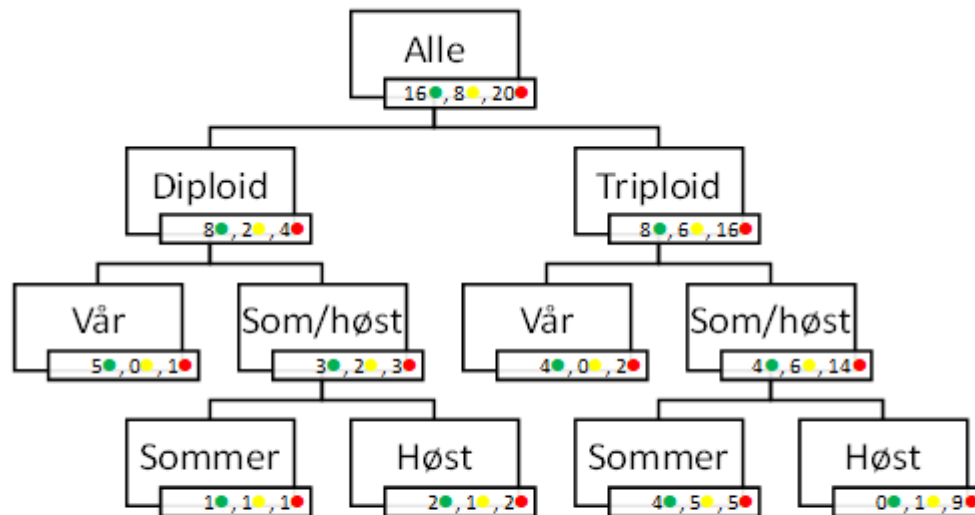 Alle
16, 8, 20
Diploid
8, 2, 4
Triploid
8, 6, 16
Vår
5, 0, 1
Som/høst
3, 2, 3
Vår
4, 0, 2
Som/høst
4, 6, 14
Sommer
1, 1, 1
Høst
2, 1, 2
Sommer
4, 5, 5
Høst
0, 1, 9